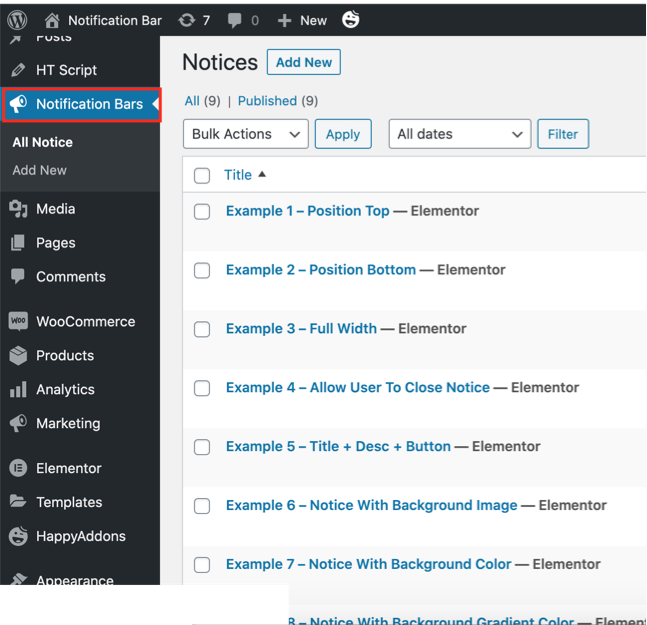 Notification Bar 7 0 New
Posts
HT Script
Notification Bars
All Notice
Add New
Media
Pages
Comments
WOO WooCommerce
Products
Analytics
Marketing
Elementor
Templates
HappyAddons
Appearance
Notices Add New
All (9) | Published (9)
Bulk Actions Apply All dates Filter
Title
Example 1 – Position Top — Elementor
Example 2 – Position Bottom — Elementor
Example 3 – Full Width — Elementor
Example 4 – Allow User To Close Notice — Elementor
Example 5 – Title + Desc + Button — Elementor
Example 6 – Notice With Background Image — Elementor
Example 7 – Notice With Background Color — Elementor
8 – Notice With Background Gradient Color — Element